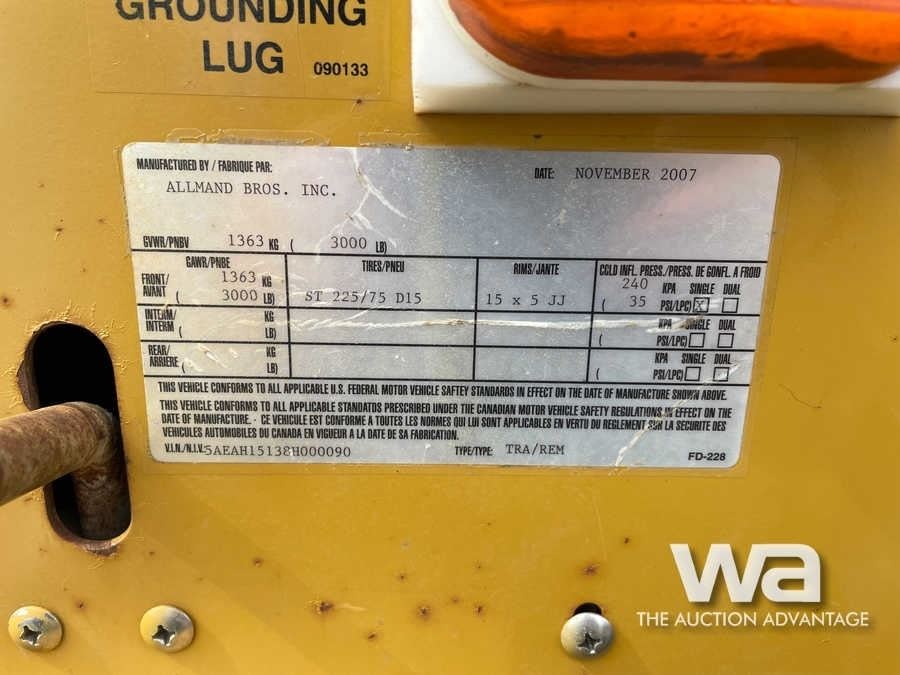 GROUNDING
LUG 090133
MANUFACTURED BY / FABRIQUE PAR: DATE: NOVEMBER 2007
ALLMAND BROS. INC.
GVWR/PNBV 1363 KG ( 3000 LB)
GAWR/PNBE TIRES/PNEU RIMS/JANTE COLD INFL. PRESS./PRESS. DE GONFL. A FROID
FRONT/ 1363 KG 240 KPA SINGLE DUAL
AVANT ( 3000 LB) ST 225/75 D15 15 x 5 JJ ( 35 PSI/LPC) X
INTERM/ KG KPA SINGLE DUAL
INTERM ( LB) ( PSI/LPC)
REAR/ KG KPA SINGLE DUAL
ARRIERE ( LB) ( PSI/LPC)
THIS VEHICLE CONFORMS TO ALL APPLICABLE U.S. FEDERAL MOTOR VEHICLE SAFTEY STANDARDS IN EFFECT ON THE DATE OF MANUFACTURE SHOWN ABOVE.
THIS VEHICLE CONFORMS TO ALL APPLICABLE STANDATDS PRESCRIBED UNDER THE CANADIAN MOTOR VEHICLE SAFETY REGULATIONS IN EFFECT ON THE
DATE OF MANUFACTURE. - CE VEHICULE EST CONFORME A TOUTES LES NORMES QUI LUI SONT APPLICABLES EN VERTU DU REGLEMENT SUR LA SECURITE DES
VEHICULES AUTOMOBILES DU CANADA EN VIGUEUR A LA DATE DE SA FABRICATION.
V.I.N./N.I.V: 5AEAH15138H000090 TYPE/TYPE: TRA/REM FD-228
wa
THE AUCTION ADVANTAGE